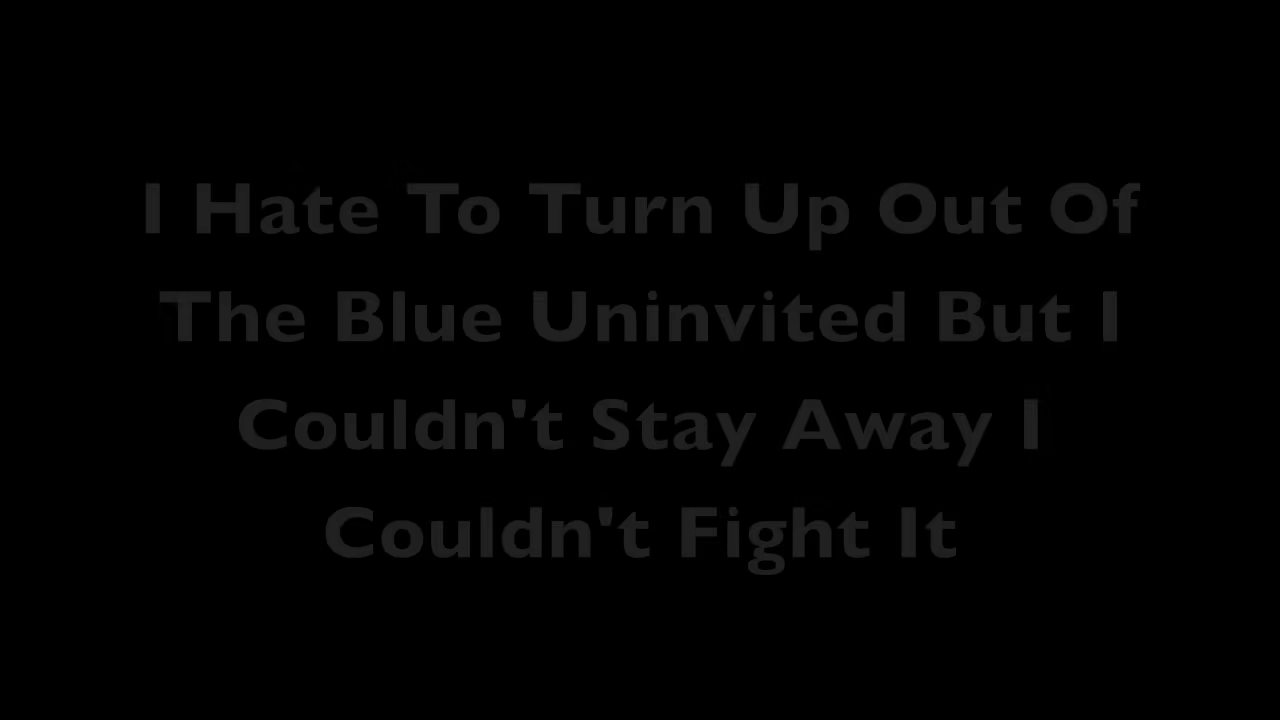 I Hate To Turn Up Out Of
The Blue Uninvited But I
Couldn't Stay Away I
Couldn't Fight It